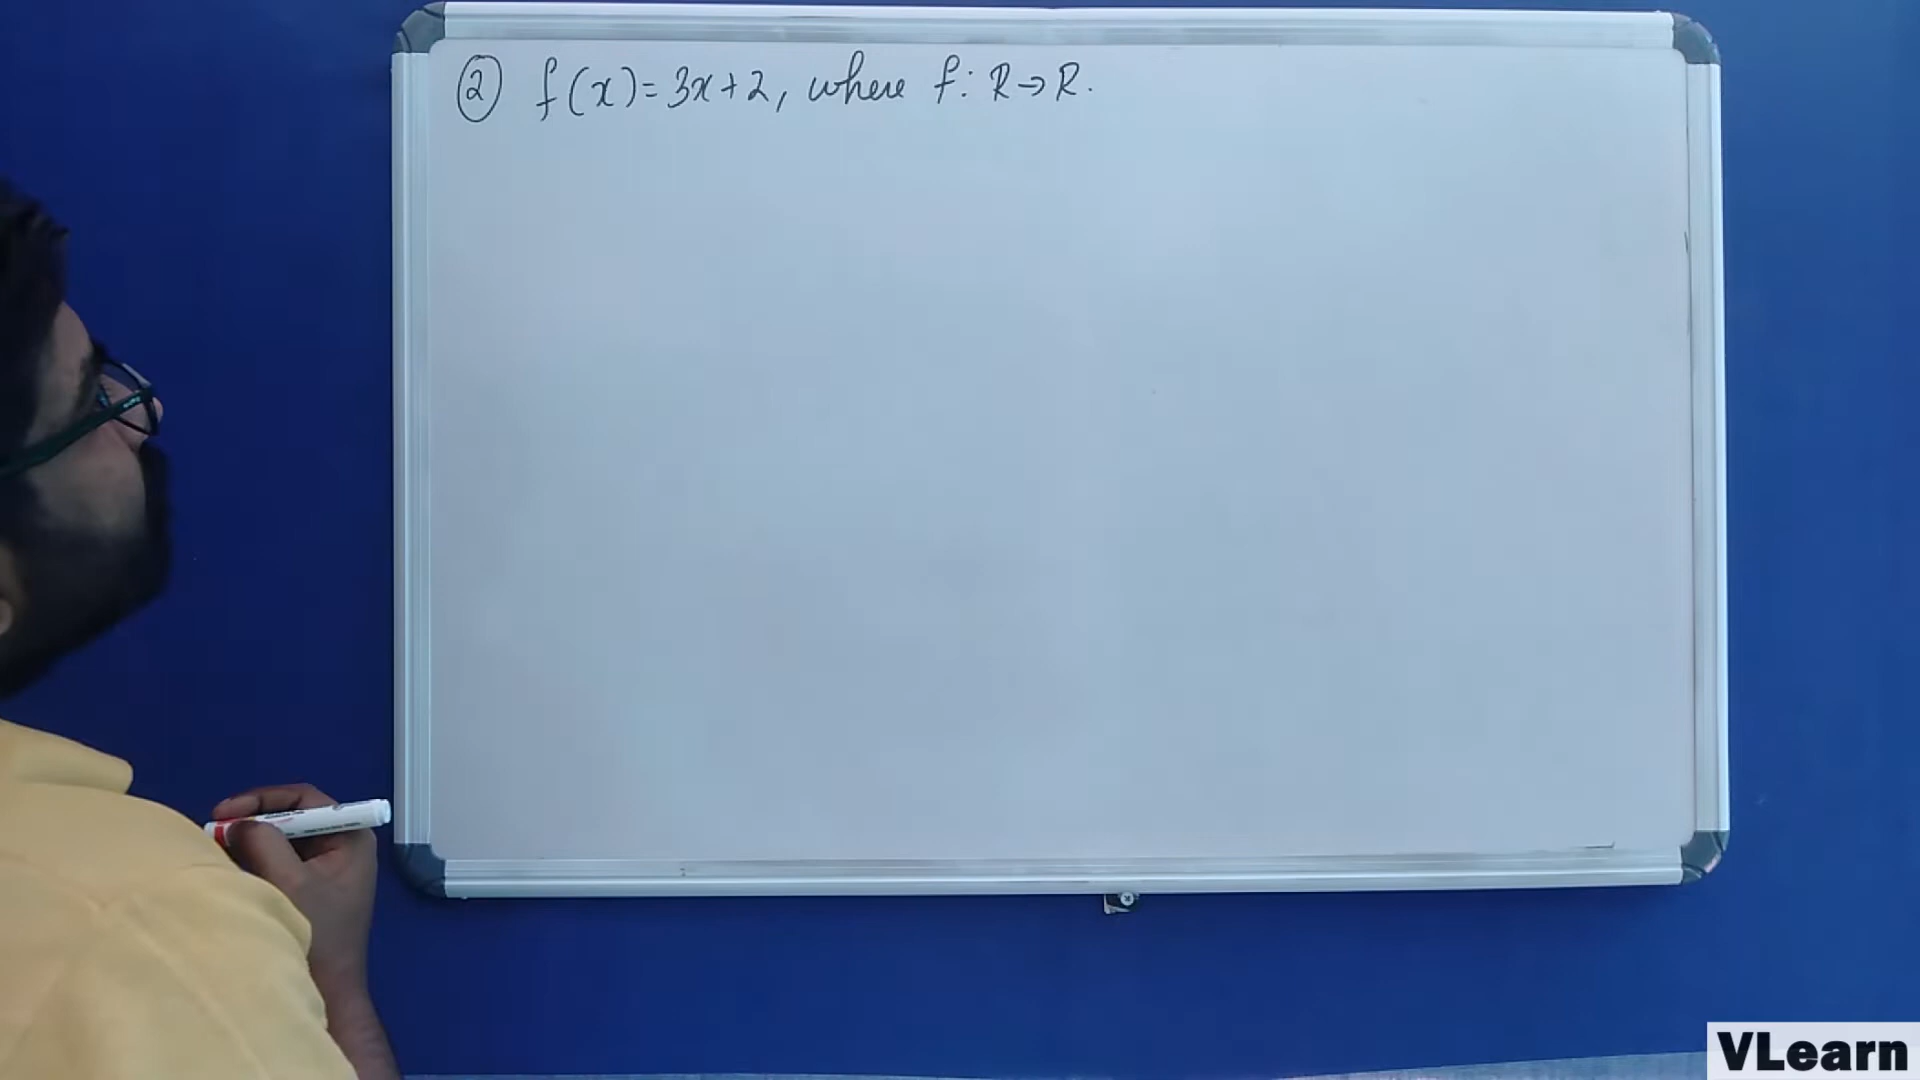 ② f(x)=3x+2, where f: R→R.
VLearn